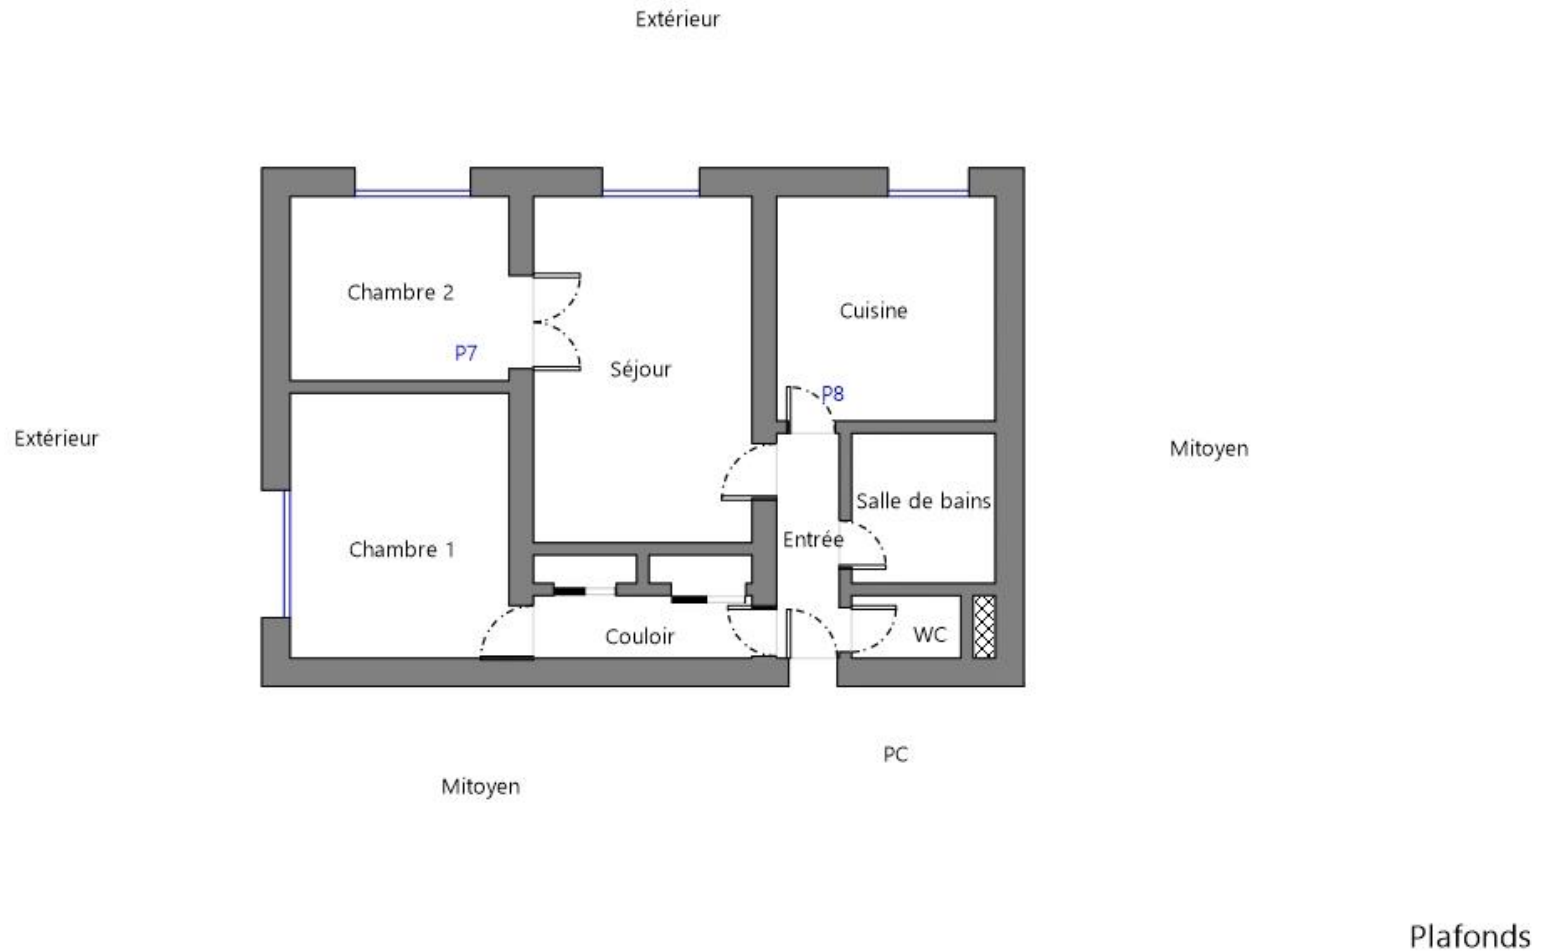 Extérieur
Chambre 2
Cuisine
P7
Séjour
P8
Extérieur
Mitoyen
Salle de bains
Chambre 1
Entrée
Couloir
WC
PC
Mitoyen
Plafonds